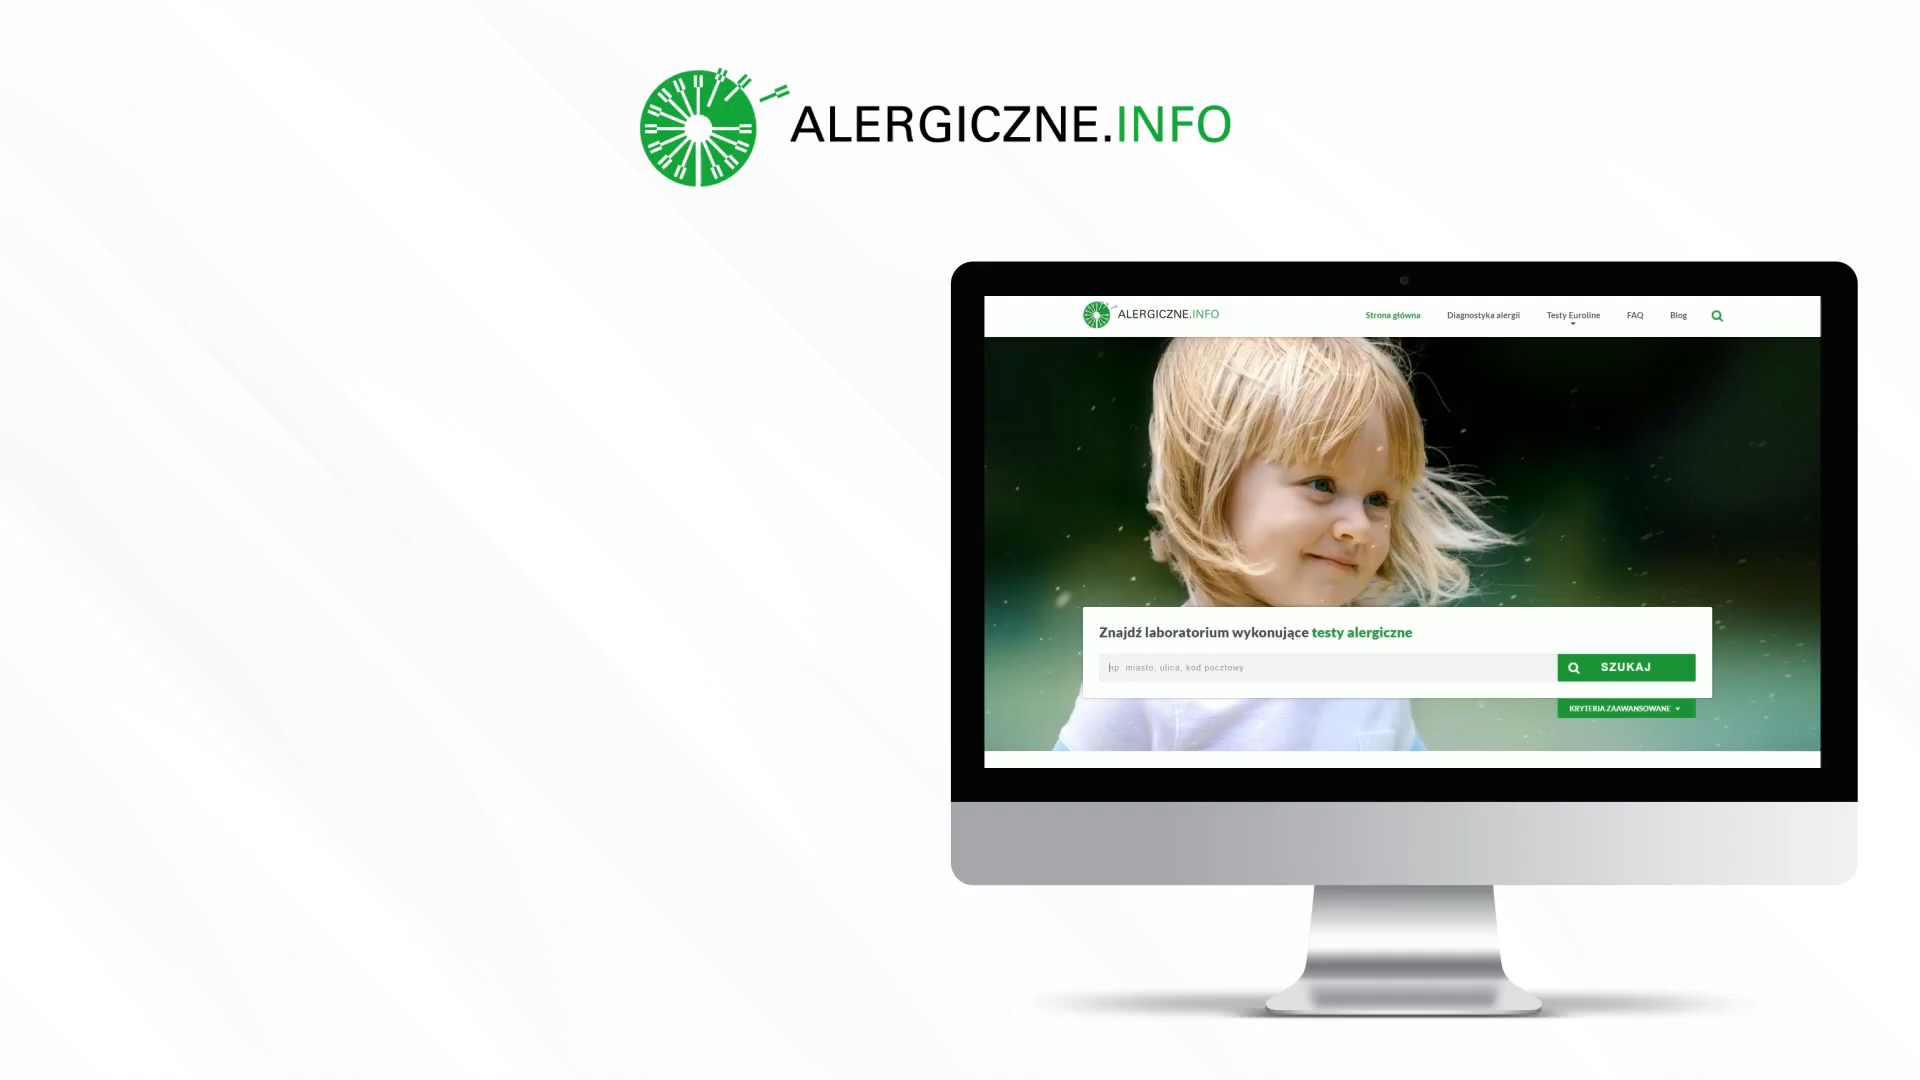 ALERGICZNE.INFO
ALERGICZNE.INFO
Strona główna
Diagnostyka alergii
Testy Euroline
FAQ
Blog
Znajdź laboratorium wykonujące testy alergiczne
np miasto, ulica, kod pocztowy
SZUKAJ
KRYTERIA ZAAWANSOWANE